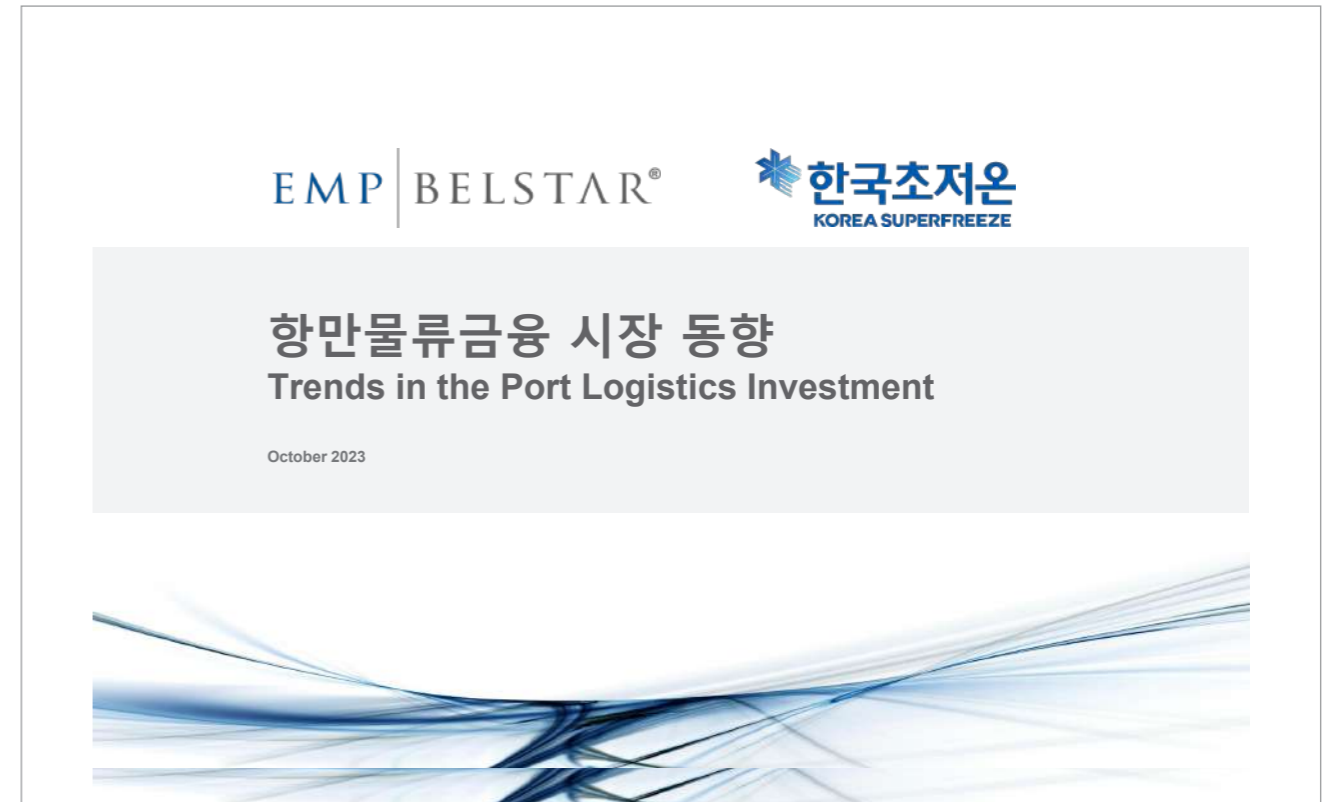 EMP BELSTAR®
한국초저온
KOREA SUPERFREEZE
항만물류금융 시장 동향
Trends in the Port Logistics Investment
October 2023